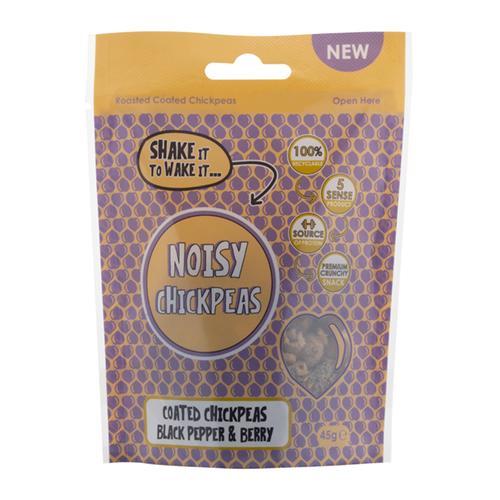 NEW
Roasted Coated Chickpeas
Open Here
SHAKE IT
TO WAKE IT...
100%
RECYCLABLE
5
SENSE
PRODUCT
SOURCE
OF PROTEIN
PREMIUM
CRUNCHY
SNACK
NOISY
CHICKPEAS
COATED CHICKPEAS
BLACK PEPPER & BERRY
45g℮